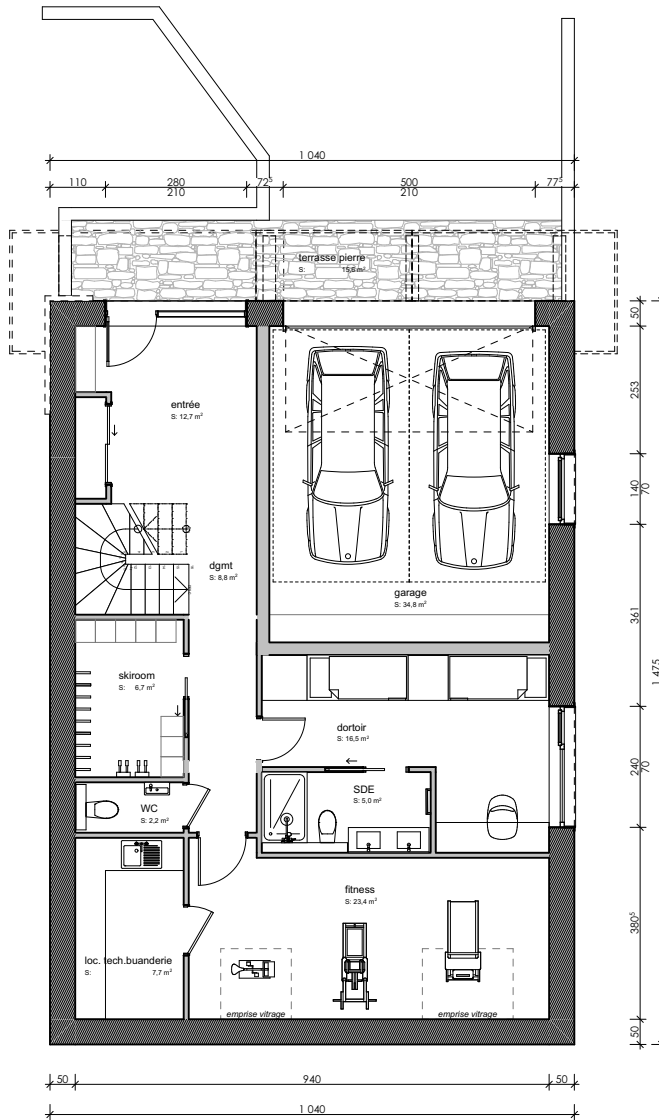 1 040
110 280 72⁵ 500 77⁵
210 210
terrasse pierre
S: 15,6 m²
50
253
entrée
S: 12,7 m²
140
70
dgmt
S: 8,8 m²
garage
S: 34,8 m²
361
1 475
skiroom
S: 6,7 m²
dortoir
S: 16,5 m²
240
70
SDE
S: 5,0 m²
WC
S: 2,2 m²
fitness
S: 23,4 m²
380⁵
loc. tech.buanderie
S: 7,7 m²
emprise vitrage emprise vitrage
50
50 940 50
1 040